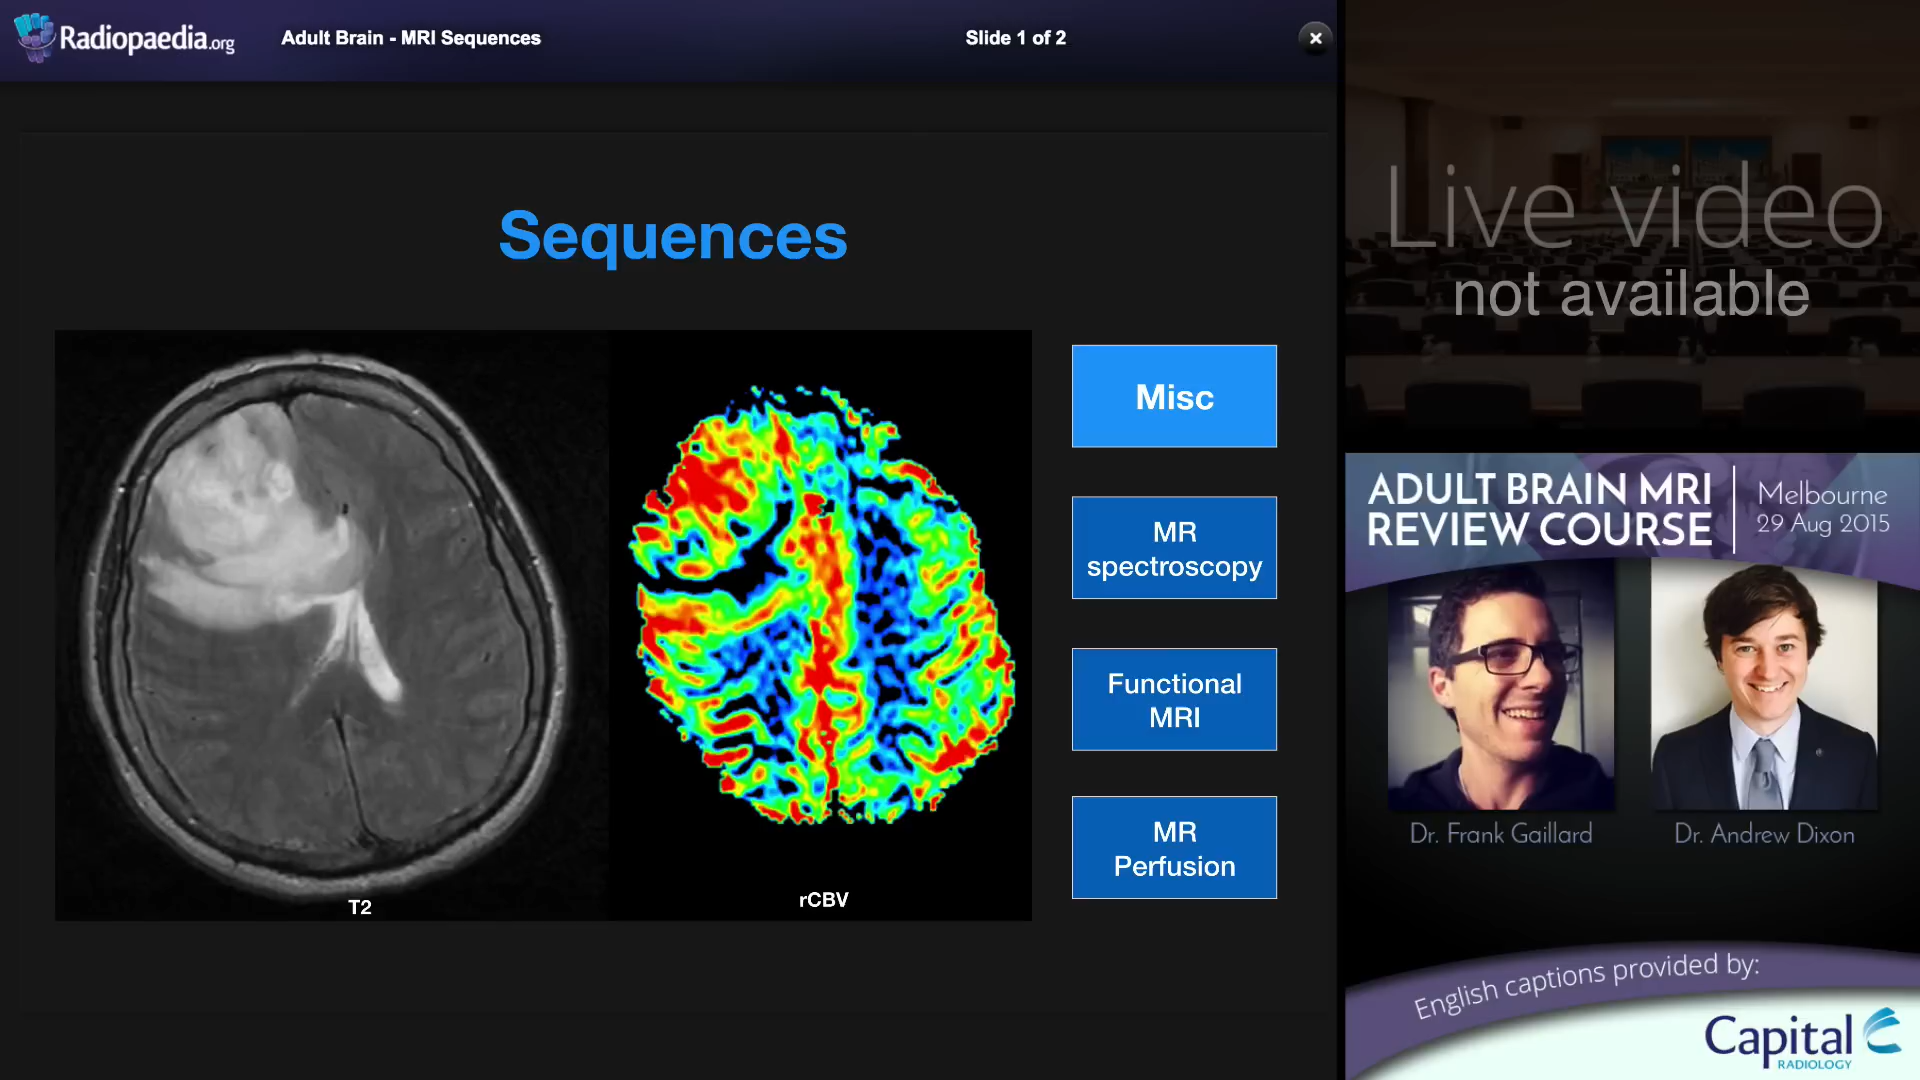 Radiopaedia.org
Adult Brain - MRI Sequences
Slide 1 of 2
Sequences
T2
rCBV
Misc
MR
spectroscopy
Functional
MRI
MR
Perfusion
Live video
not available
ADULT BRAIN MRI
REVIEW COURSE
Melbourne
29 Aug 2015
Dr. Frank Gaillard
Dr. Andrew Dixon
English captions provided by:
Capital
RADIOLOGY